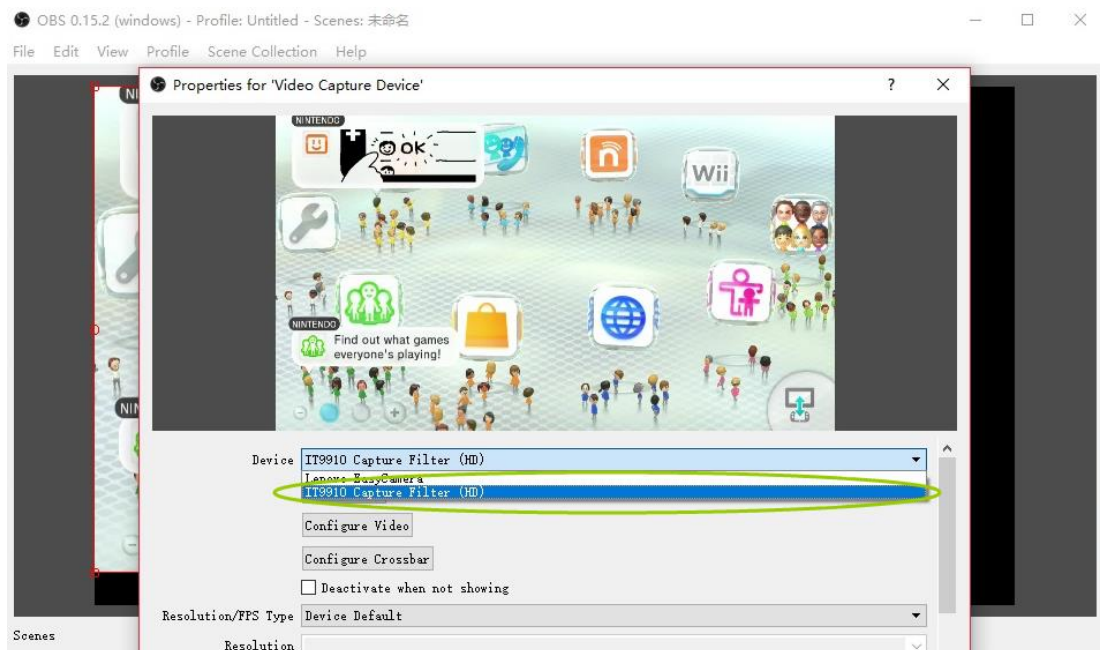 OBS 0.15.2 (windows) - Profile: Untitled - Scenes: 未命名
File Edit View Profile Scene Collection Help
Properties for 'Video Capture Device'
NI
NINTENDO
ok
Wii
NINTENDO
Find out what games
everyone's playing!
NIN
Device IT9910 Capture Filter (HD)
Lenovo EasyCamera
IT9910 Capture Filter (HD)
Configure Video
Configure Crossbar
Deactivate when not showing
Resolution/FPS Type Device Default
Scenes
Resolution